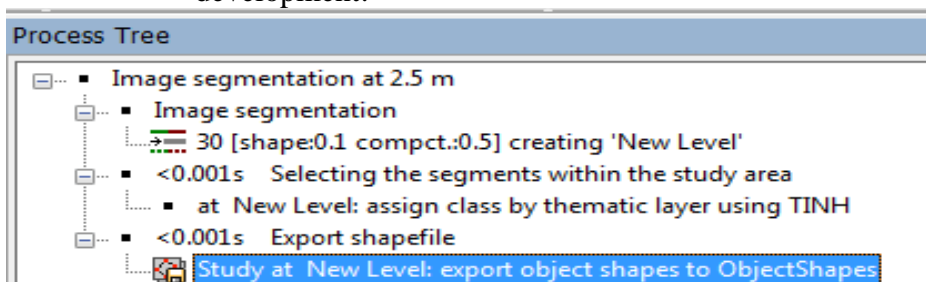 development.
Process Tree
Image segmentation at 2.5 m
Image segmentation
30 [shape:0.1 compct.:0.5] creating 'New Level'
<0.001s Selecting the segments within the study area
at New Level: assign class by thematic layer using TINH
<0.001s Export shapefile
Study at New Level: export object shapes to ObjectShapes